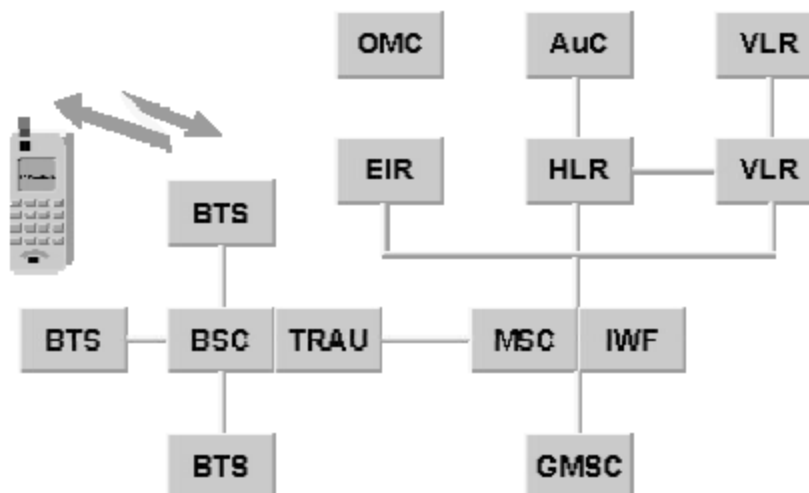 OMC AuC VLR
EIR HLR VLR
BTS
BTS BSC TRAU MSC IWF
BTS GMSC